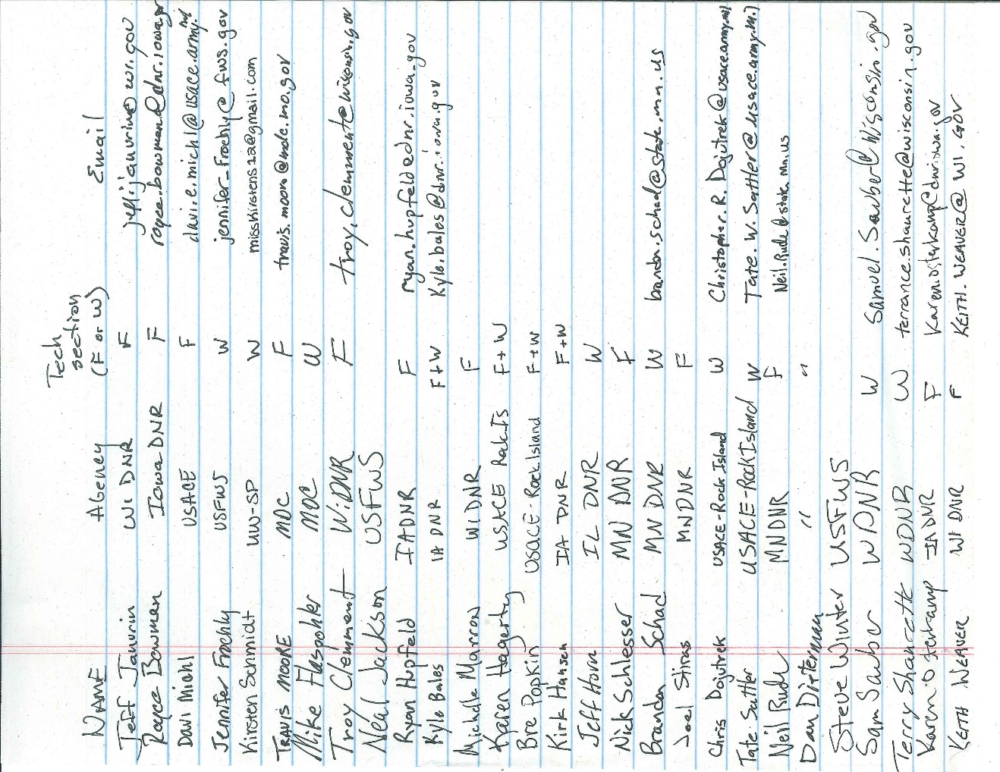 NAME Agency Tech section (F or W) Email
Jeff Janvrin WI DNR F jeff.janvrin@wi.gov
Royce Bowman Iowa DNR F royce.bowman@dnr.iowa.gov
Davi Michl USACE F davi.e.michl@usace.army.mil
Jennifer Frochly USFWS W jennifer_frochly@fws.gov
Kirsten Schmidt UW-SP W misskirstens12@gmail.com
TRAVIS MOORE MDC F travis.moore@mdc.mo.gov
Mike Flaspohler MDC W
Troy Clemment Wi.DNR F troy.clemment@wisconsin.gov
Neal Jackson USFWS
Ryan Hupfeld IADNR F ryan.hupfeld@dnr.iowa.gov
Kyle Bales IA DNR F+W Kyle.bales@dnr.iowa.gov
Michelle Marron WIDNR F
Karen Hagerty USACE Rock Is F+W
Bre Popkin USACE-Rock Island F+W
Kirk Hansen IA DNR F+W
Jeff Horn IL DNR W
Nick Schlesser MN DNR F
Brandon Schad MN DNR W brandon.schad@state.mn.us
Joel Stiras MNDNR F
Chris Dojutrek USACE-Rock Island W Christopher.R.Dojutrek@usace.army.mil
Tate Sattler USACE-Rock Island W Tate.W.Sattler@usace.army.mil
Neil Rude MNDNR F Neil.Rude@state.mn.us
Dan Dieterman " "
Steve Winter USFWS
Sam Sauber WDNR W Samuel.Sauber@Wisconsin.gov
Terry Shaurette WDNR W terrance.shaurette@wisconsin.gov
Karen Osterkamp IADNR F Karen.osterkamp@dnr.iowa.gov
KEITH WEAVER WI DNR F KEITH.WEAVER@WI.GOV